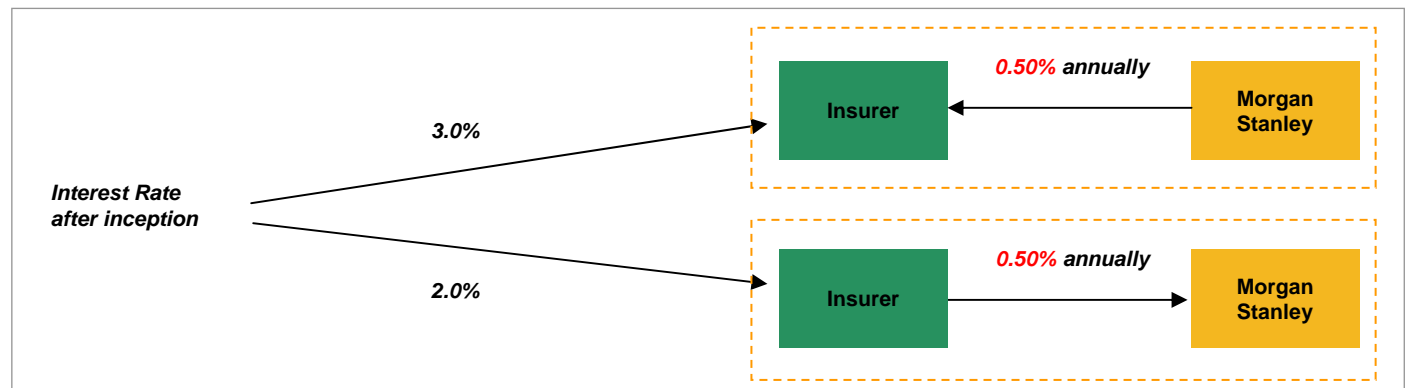 0.50% annually
Insurer
Morgan
Stanley
3.0%
Interest Rate
after inception
2.0%
0.50% annually
Insurer
Morgan
Stanley